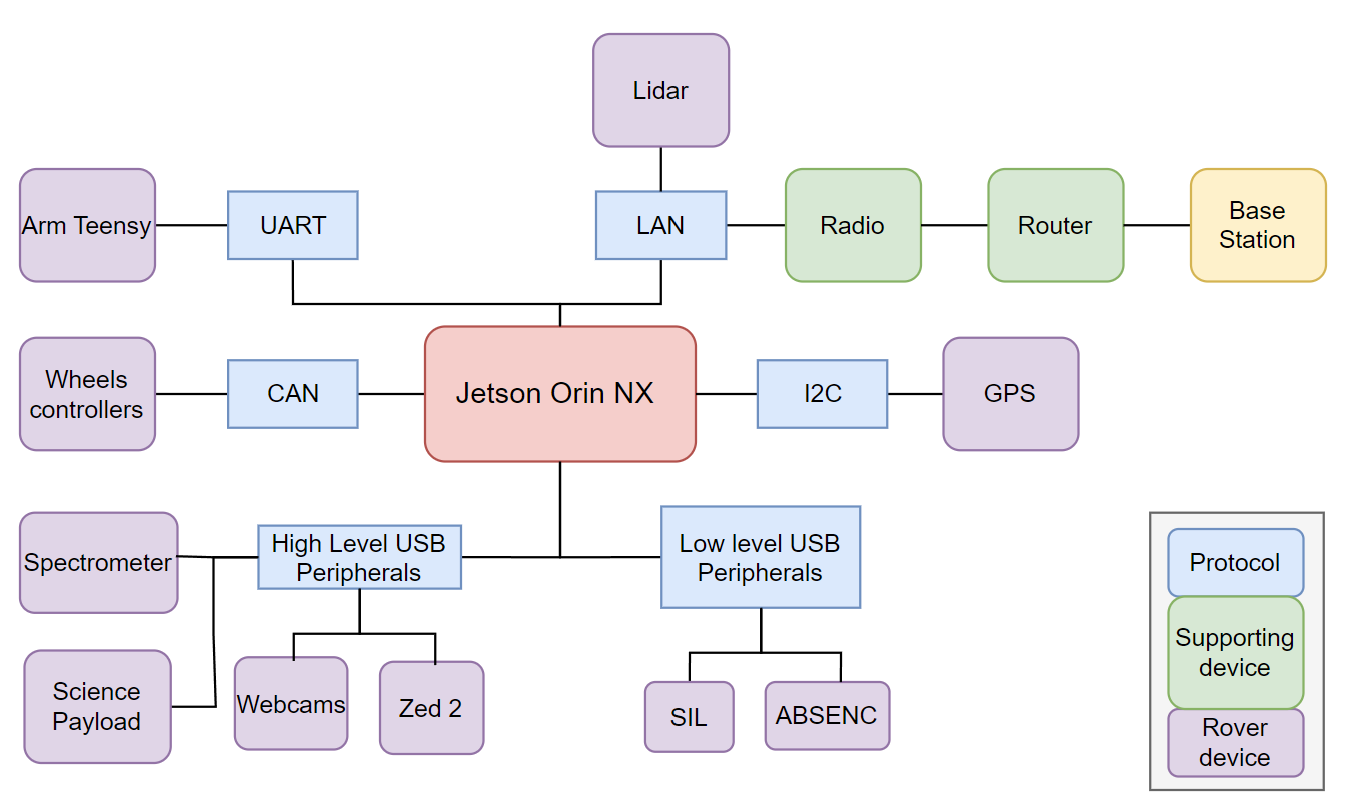 Lidar
Arm Teensy
UART
LAN
Radio
Router
Base
Station
Wheels
controllers
CAN
Jetson Orin NX
I2C
GPS
Spectrometer
High Level USB
Peripherals
Low level USB
Peripherals
Science
Payload
Webcams
Zed 2
SIL
ABSENC
Protocol
Supporting
device
Rover
device